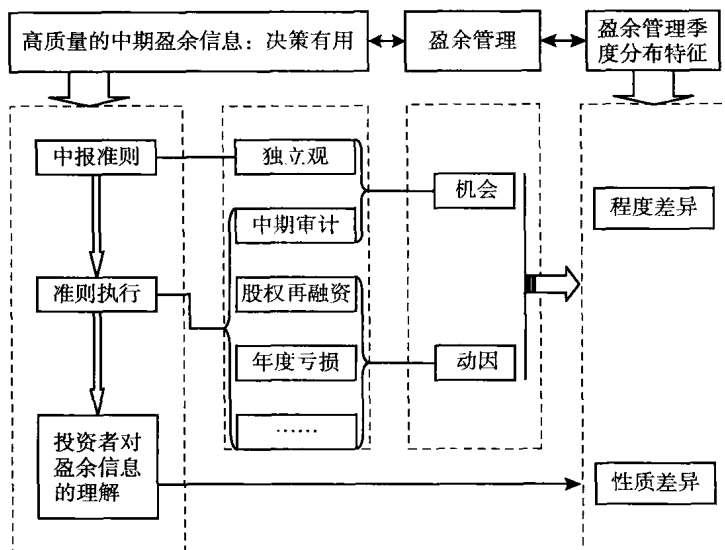 高质量的中期盈余信息：决策有用
盈余管理
盈余管理季
度分布特征
中报准则
独立观
机会
程度差异
中期审计
准则执行
股权再融资
年度亏损
动因
……
投资者对
盈余信息
的理解
性质差异